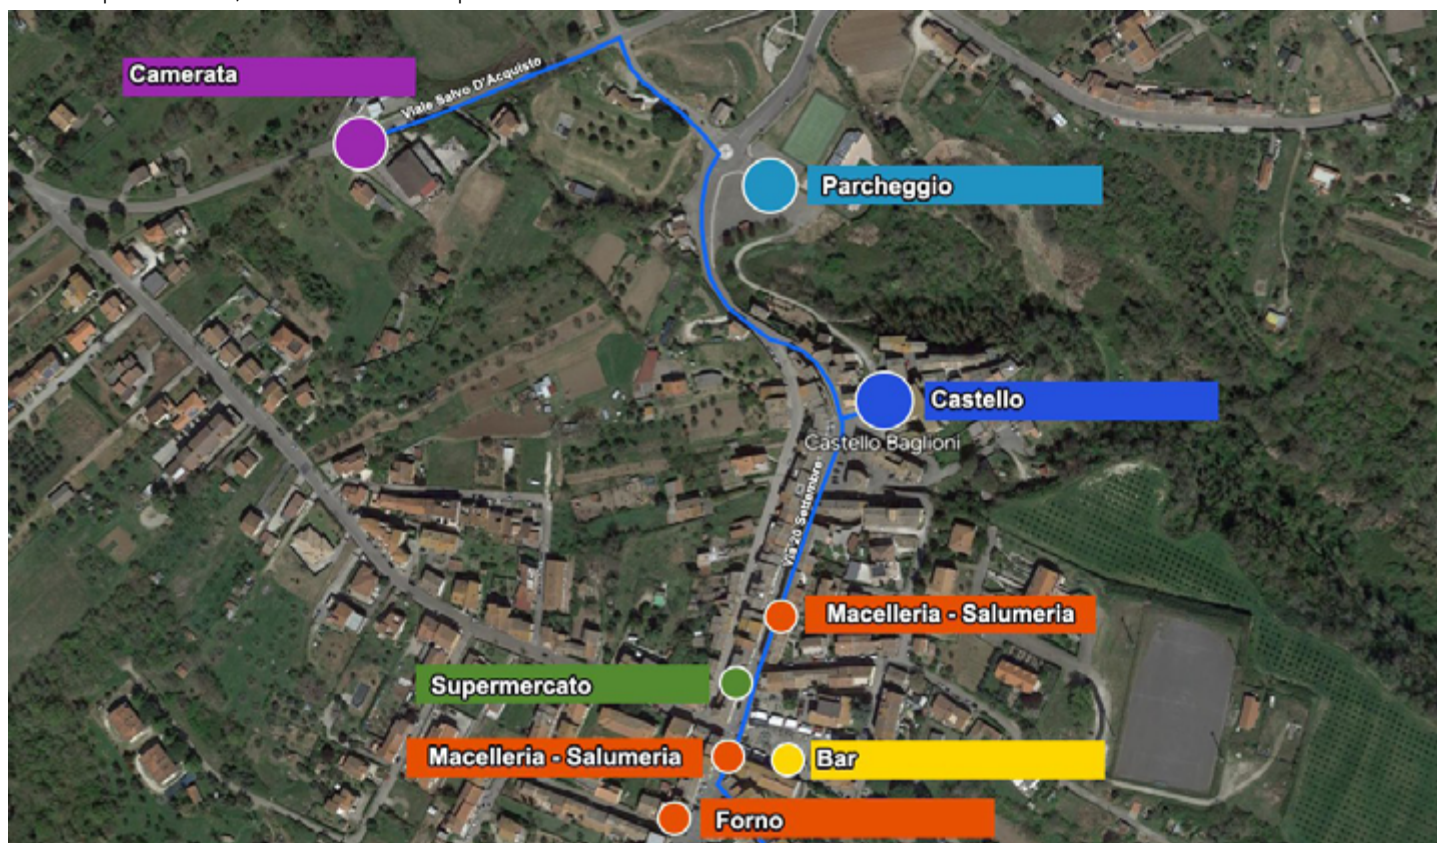 Camerata
Viale Salvo D'Acquisto
Parcheggio
Castello
Castello Baglioni
Via 20 Settembre
Macelleria - Salumeria
Supermercato
Macelleria - Salumeria
Bar
Forno